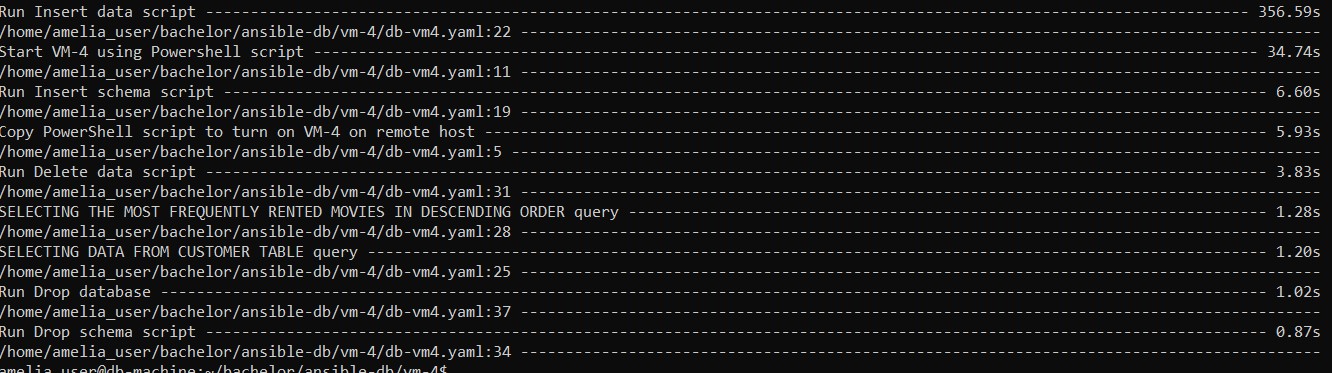 Run Insert data script ----------------------------------------------------------------------------------------------------------------------- 356.59s
/home/amelia_user/bachelor/ansible-db/vm-4/db-vm4.yaml:22 -------------------------------------------------------------------------------------------
Start VM-4 using Powershell script ------------------------------------------------------------------------------------------------------------ 34.74s
/home/amelia_user/bachelor/ansible-db/vm-4/db-vm4.yaml:11 -------------------------------------------------------------------------------------------
Run Insert schema script ----------------------------------------------------------------------------------------------------------------------- 6.60s
/home/amelia_user/bachelor/ansible-db/vm-4/db-vm4.yaml:19 -------------------------------------------------------------------------------------------
Copy PowerShell script to turn on VM-4 on remote host ------------------------------------------------------------------------------------------ 5.93s
/home/amelia_user/bachelor/ansible-db/vm-4/db-vm4.yaml:5 --------------------------------------------------------------------------------------------
Run Delete data script ------------------------------------------------------------------------------------------------------------------------- 3.83s
/home/amelia_user/bachelor/ansible-db/vm-4/db-vm4.yaml:31 -------------------------------------------------------------------------------------------
SELECTING THE MOST FREQUENTLY RENTED MOVIES IN DESCENDING ORDER query -------------------------------------------------------------------------- 1.28s
/home/amelia_user/bachelor/ansible-db/vm-4/db-vm4.yaml:28 -------------------------------------------------------------------------------------------
SELECTING DATA FROM CUSTOMER TABLE query ------------------------------------------------------------------------------------------------------- 1.20s
/home/amelia_user/bachelor/ansible-db/vm-4/db-vm4.yaml:25 -------------------------------------------------------------------------------------------
Run Drop database ------------------------------------------------------------------------------------------------------------------------------ 1.02s
/home/amelia_user/bachelor/ansible-db/vm-4/db-vm4.yaml:37 -------------------------------------------------------------------------------------------
Run Drop schema script ------------------------------------------------------------------------------------------------------------------------- 0.87s
/home/amelia_user/bachelor/ansible-db/vm-4/db-vm4.yaml:34 -------------------------------------------------------------------------------------------
amelia_user@db-machine:~/bachelor/ansible-db/vm-4$